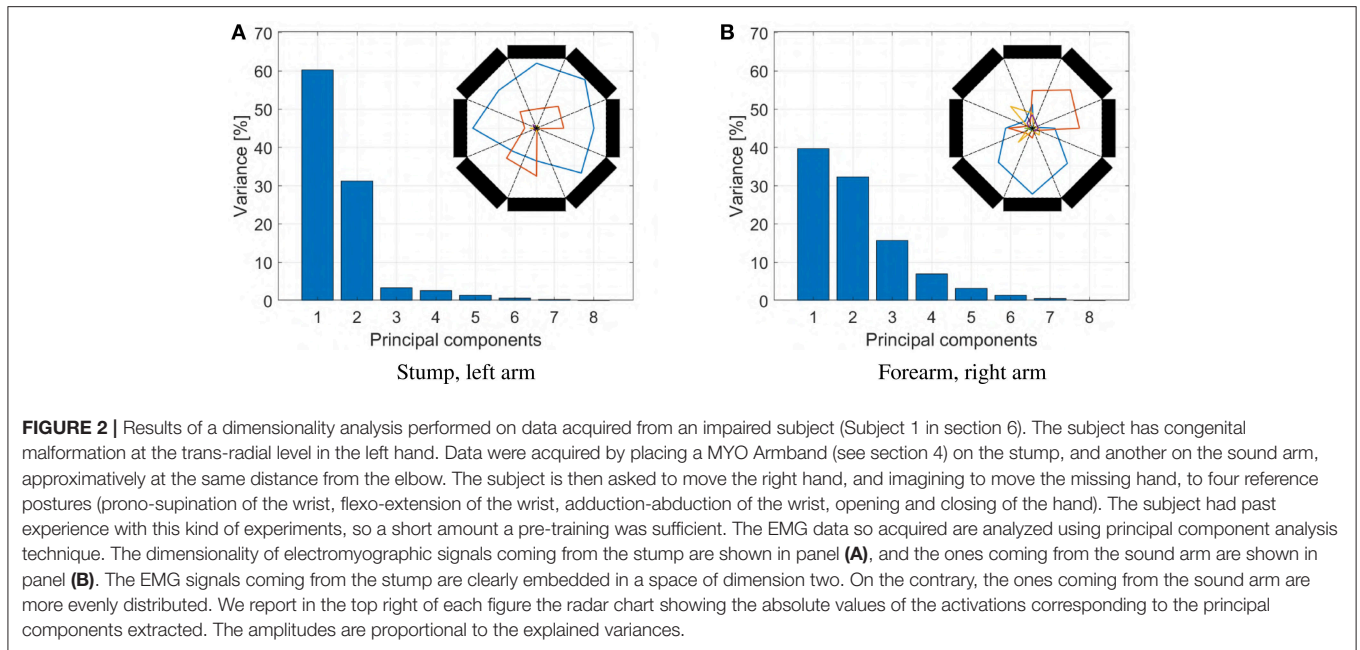 A
70
60
50
40
30
20
10
0
Variance [%]
1 2 3 4 5 6 7 8
Principal components
Stump, left arm
B
70
60
50
40
30
20
10
0
Variance [%]
1 2 3 4 5 6 7 8
Principal components
Forearm, right arm
FIGURE 2 | Results of a dimensionality analysis performed on data acquired from an impaired subject (Subject 1 in section 6). The subject has congenital
malformation at the trans-radial level in the left hand. Data were acquired by placing a MYO Armband (see section 4) on the stump, and another on the sound arm,
approximatively at the same distance from the elbow. The subject is then asked to move the right hand, and imagining to move the missing hand, to four reference
postures (prono-supination of the wrist, flexo-extension of the wrist, adduction-abduction of the wrist, opening and closing of the hand). The subject had past
experience with this kind of experiments, so a short amount a pre-training was sufficient. The EMG data so acquired are analyzed using principal component analysis
technique. The dimensionality of electromyographic signals coming from the stump are shown in panel (A), and the ones coming from the sound arm are shown in
panel (B). The EMG signals coming from the stump are clearly embedded in a space of dimension two. On the contrary, the ones coming from the sound arm are
more evenly distributed. We report in the top right of each figure the radar chart showing the absolute values of the activations corresponding to the principal
components extracted. The amplitudes are proportional to the explained variances.